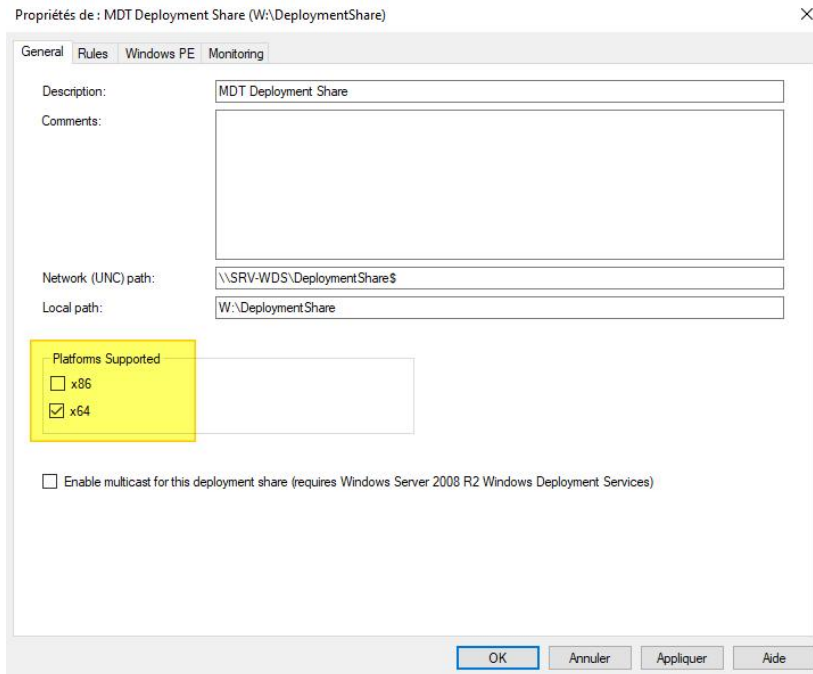 Propriétés de : MDT Deployment Share (W:\DeploymentShare)
General Rules Windows PE Monitoring
Description: MDT Deployment Share
Comments:
Network (UNC) path: \\SRV-WDS\DeploymentShare$
Local path: W:\DeploymentShare
Platforms Supported
x86
x64
Enable multicast for this deployment share (requires Windows Server 2008 R2 Windows Deployment Services)
OK Annuler Appliquer Aide